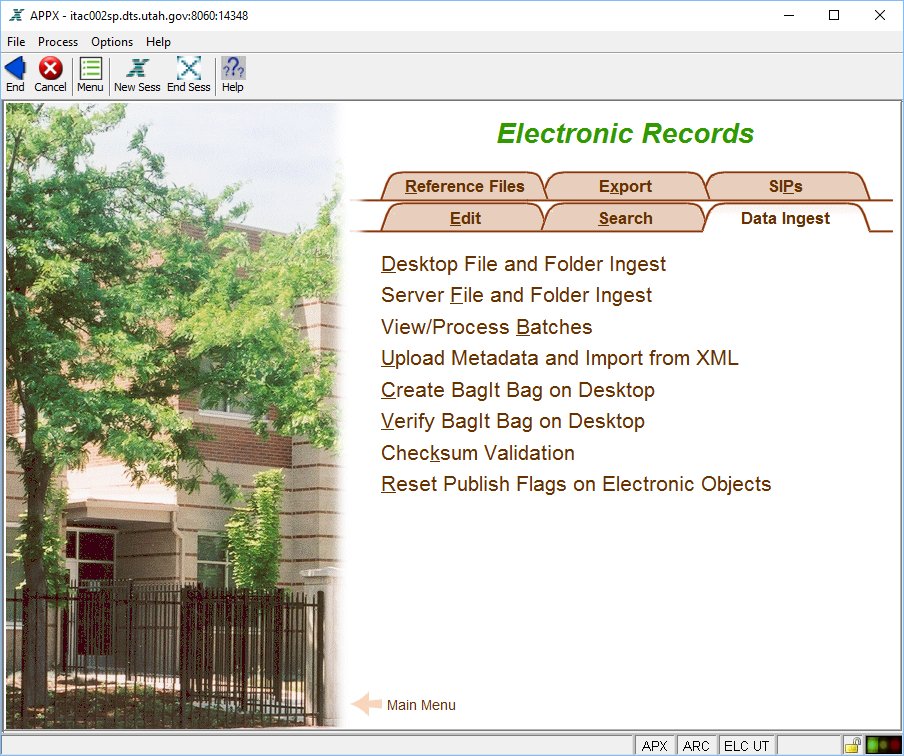 APPX - itac002sp.dts.utah.gov:8060:14348
File Process Options Help
End Cancel Menu New Sess End Sess Help
Electronic Records
Reference Files Export SIPs
Edit Search Data Ingest
Desktop File and Folder Ingest
Server File and Folder Ingest
View/Process Batches
Upload Metadata and Import from XML
Create BagIt Bag on Desktop
Verify BagIt Bag on Desktop
Checksum Validation
Reset Publish Flags on Electronic Objects
Main Menu
APX ARC ELC UT